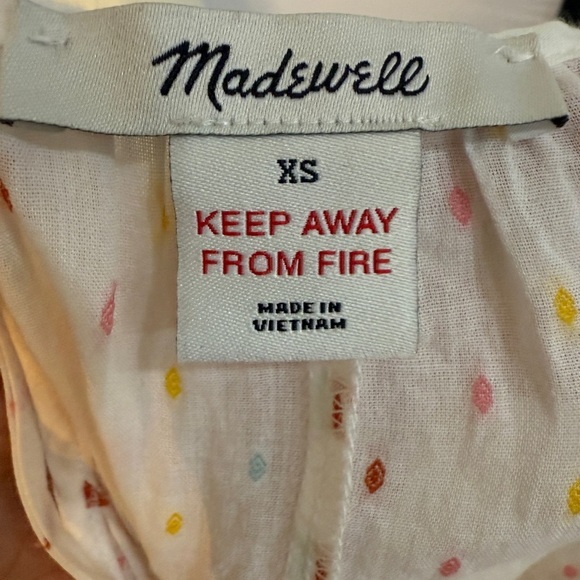 Madewell
XS
KEEP AWAY
FROM FIRE
MADE IN
VIETNAM